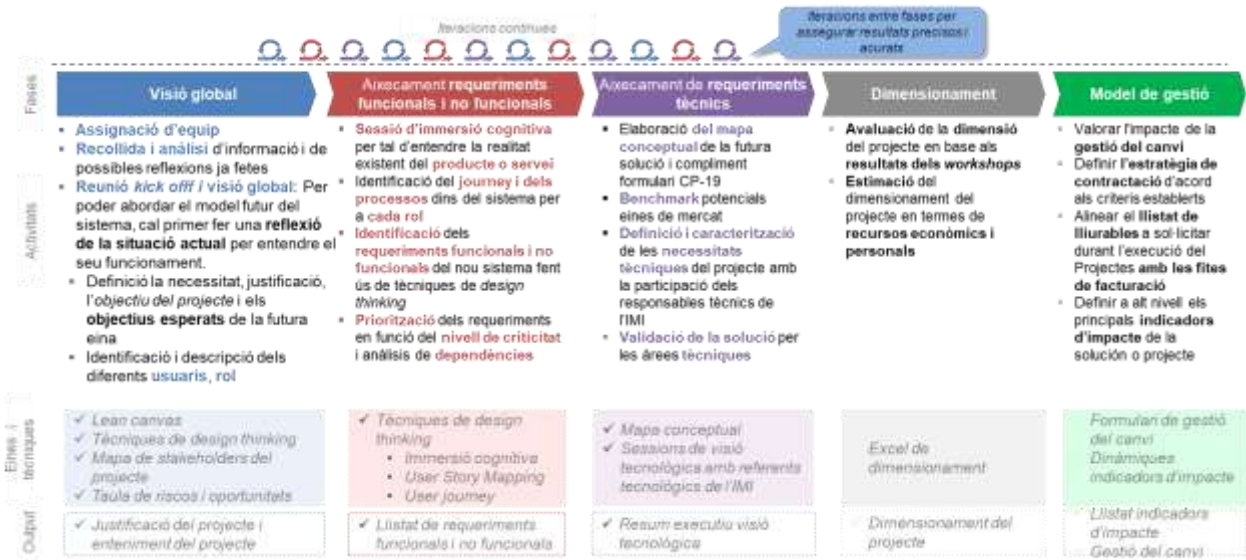 Iteracions contínues
Iteracions entre fases per
assegurar resultats precisos i
acurats
Fases
Visió global
Aixecament requeriments
funcionals i no funcionals
Aixecament de requeriments
tècnics
Dimensionament
Model de gestió
Activitats
Assignació d'equip
Recollida i anàlisi d'informació i de
possibles reflexions ja fetes
Reunió kick offf i visió global: Per
poder abordar el model futur del
sistema, cal primer fer una reflexió
de la situació actual per entendre el
seu funcionament.
Definició la necessitat, justificació,
l'objectiu del projecte i els
objectius esperats de la futura
eina
Identificació i descripció dels
diferents usuaris, rol
Sessió d'immersió cognitiva
per tal d'entendre la realitat
existent del producte o servei
Identificació del journey i dels
processos dins del sistema per
a cada rol
Identificació dels
requeriments funcionals i no
funcionals del nou sistema fent
ús de tècniques de design
thinking
Priorització dels requeriments
en funció del nivell de criticitat
i anàlisis de dependències
Elaboració del mapa
conceptual de la futura
solució i compliment
formulari CP-19
Benchmark potencials
eines de mercat
Definició i caracterització
de les necessitats
tècniques del projecte amb
la participació dels
responsables tècnics de
l'IMI
Validació de la solució per
les àrees tècniques
Avaluació de la dimensió
del projecte en base als
resultats dels workshops
Estimació del
dimensionament del
projecte en termes de
recursos econòmics i
personals
Valorar l'impacte de la
gestió del canvi
Definir l'estratègia de
contractació d'acord
als criteris establerts
Alinear el llistat de
lliurables a sol·licitar
durant l'execució del
Projectes amb les fites
de facturació
Definir a alt nivell els
principals indicadors
d'impacte de la
solución o projecte
Eines i
tècniques
✓ Lean canvas
✓ Tècniques de design thinking
✓ Mapa de stakeholders del
projecte
✓ Taula de riscos i oportunitats
✓ Tècniques de design
thinking
Immersió cognitiva
User Story Mapping
User journey
✓ Mapa conceptual
✓ Sessions de visió
tecnològica amb referents
tecnològics de l'IMI
Excel de
dimensionament
Formulari de gestió
del canvi
Dinàmiques
indicadors d'impacte
Output
✓ Justificació del projecte i
enteniment del projecte
✓ Llistat de requeriments
funcionals i no funcionals
✓ Resum executiu visió
tecnològica
Dimensionament del
projecte
Llistat indicadors
d'impacte
Gestió del canvi